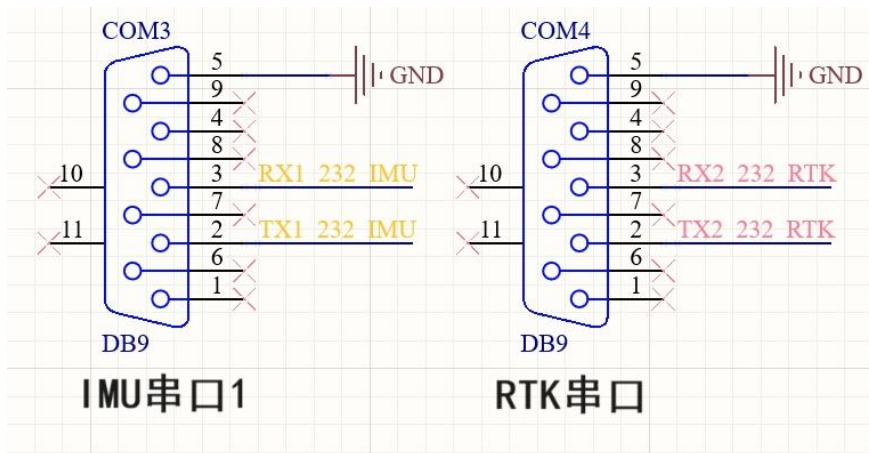 COM3
5
GND
9
4
8
10
3
RX1 232 IMU
7
11
2
TX1 232 IMU
6
1
DB9
IMU串口1
COM4
5
GND
9
4
8
10
3
RX2 232 RTK
7
11
2
TX2 232 RTK
6
1
DB9
RTK串口